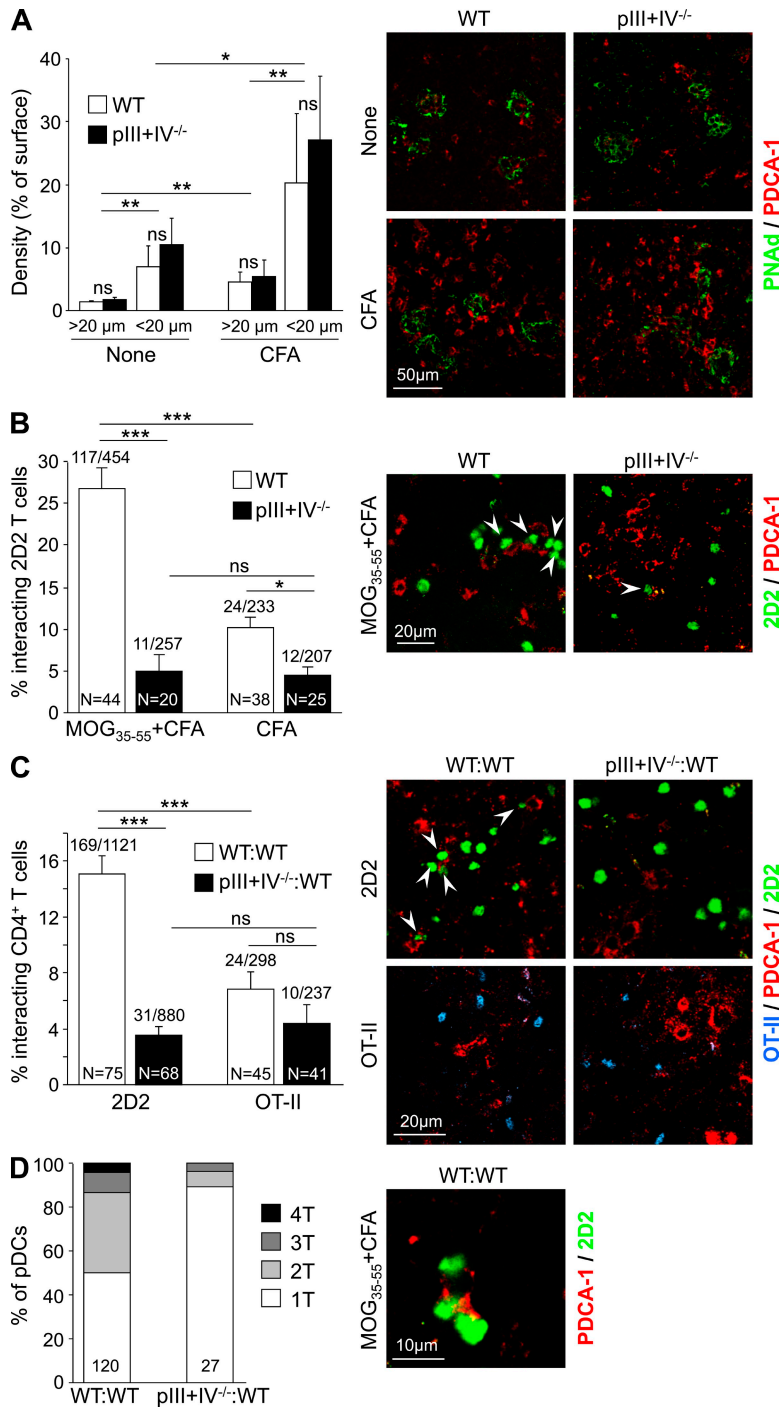 A
WT
pIII+IV-/-
Density (% of surface)
40
30
20
10
0
WT
pIII+IV-/-
*
**
ns
**
**
ns
ns
ns
>20 µm
<20 µm
>20 µm
<20 µm
None
CFA
None
CFA
50µm
PNAd / PDCA-1
B
% interacting 2D2 T cells
30
25
20
15
10
5
0
***
***
117/454
WT
pIII+IV-/-
ns
*
24/233
11/257
12/207
N=44
N=20
N=38
N=25
MOG35-55+CFA
CFA
WT
pIII+IV-/-
MOG35-55+CFA
20µm
2D2 / PDCA-1
C
% interacting CD4+ T cells
16
12
8
4
0
***
***
169/1121
WT:WT
pIII+IV-/-:WT
ns
ns
24/298
31/880
10/237
N=75
N=68
N=45
N=41
2D2
OT-II
WT:WT
pIII+IV-/-:WT
2D2
OT-II
20µm
OT-II / PDCA-1 / 2D2
D
% of pDCs
100
80
60
40
20
0
4T
3T
2T
1T
120
27
WT:WT
pIII+IV-/-:WT
WT:WT
MOG35-55+CFA
10µm
PDCA-1 / 2D2